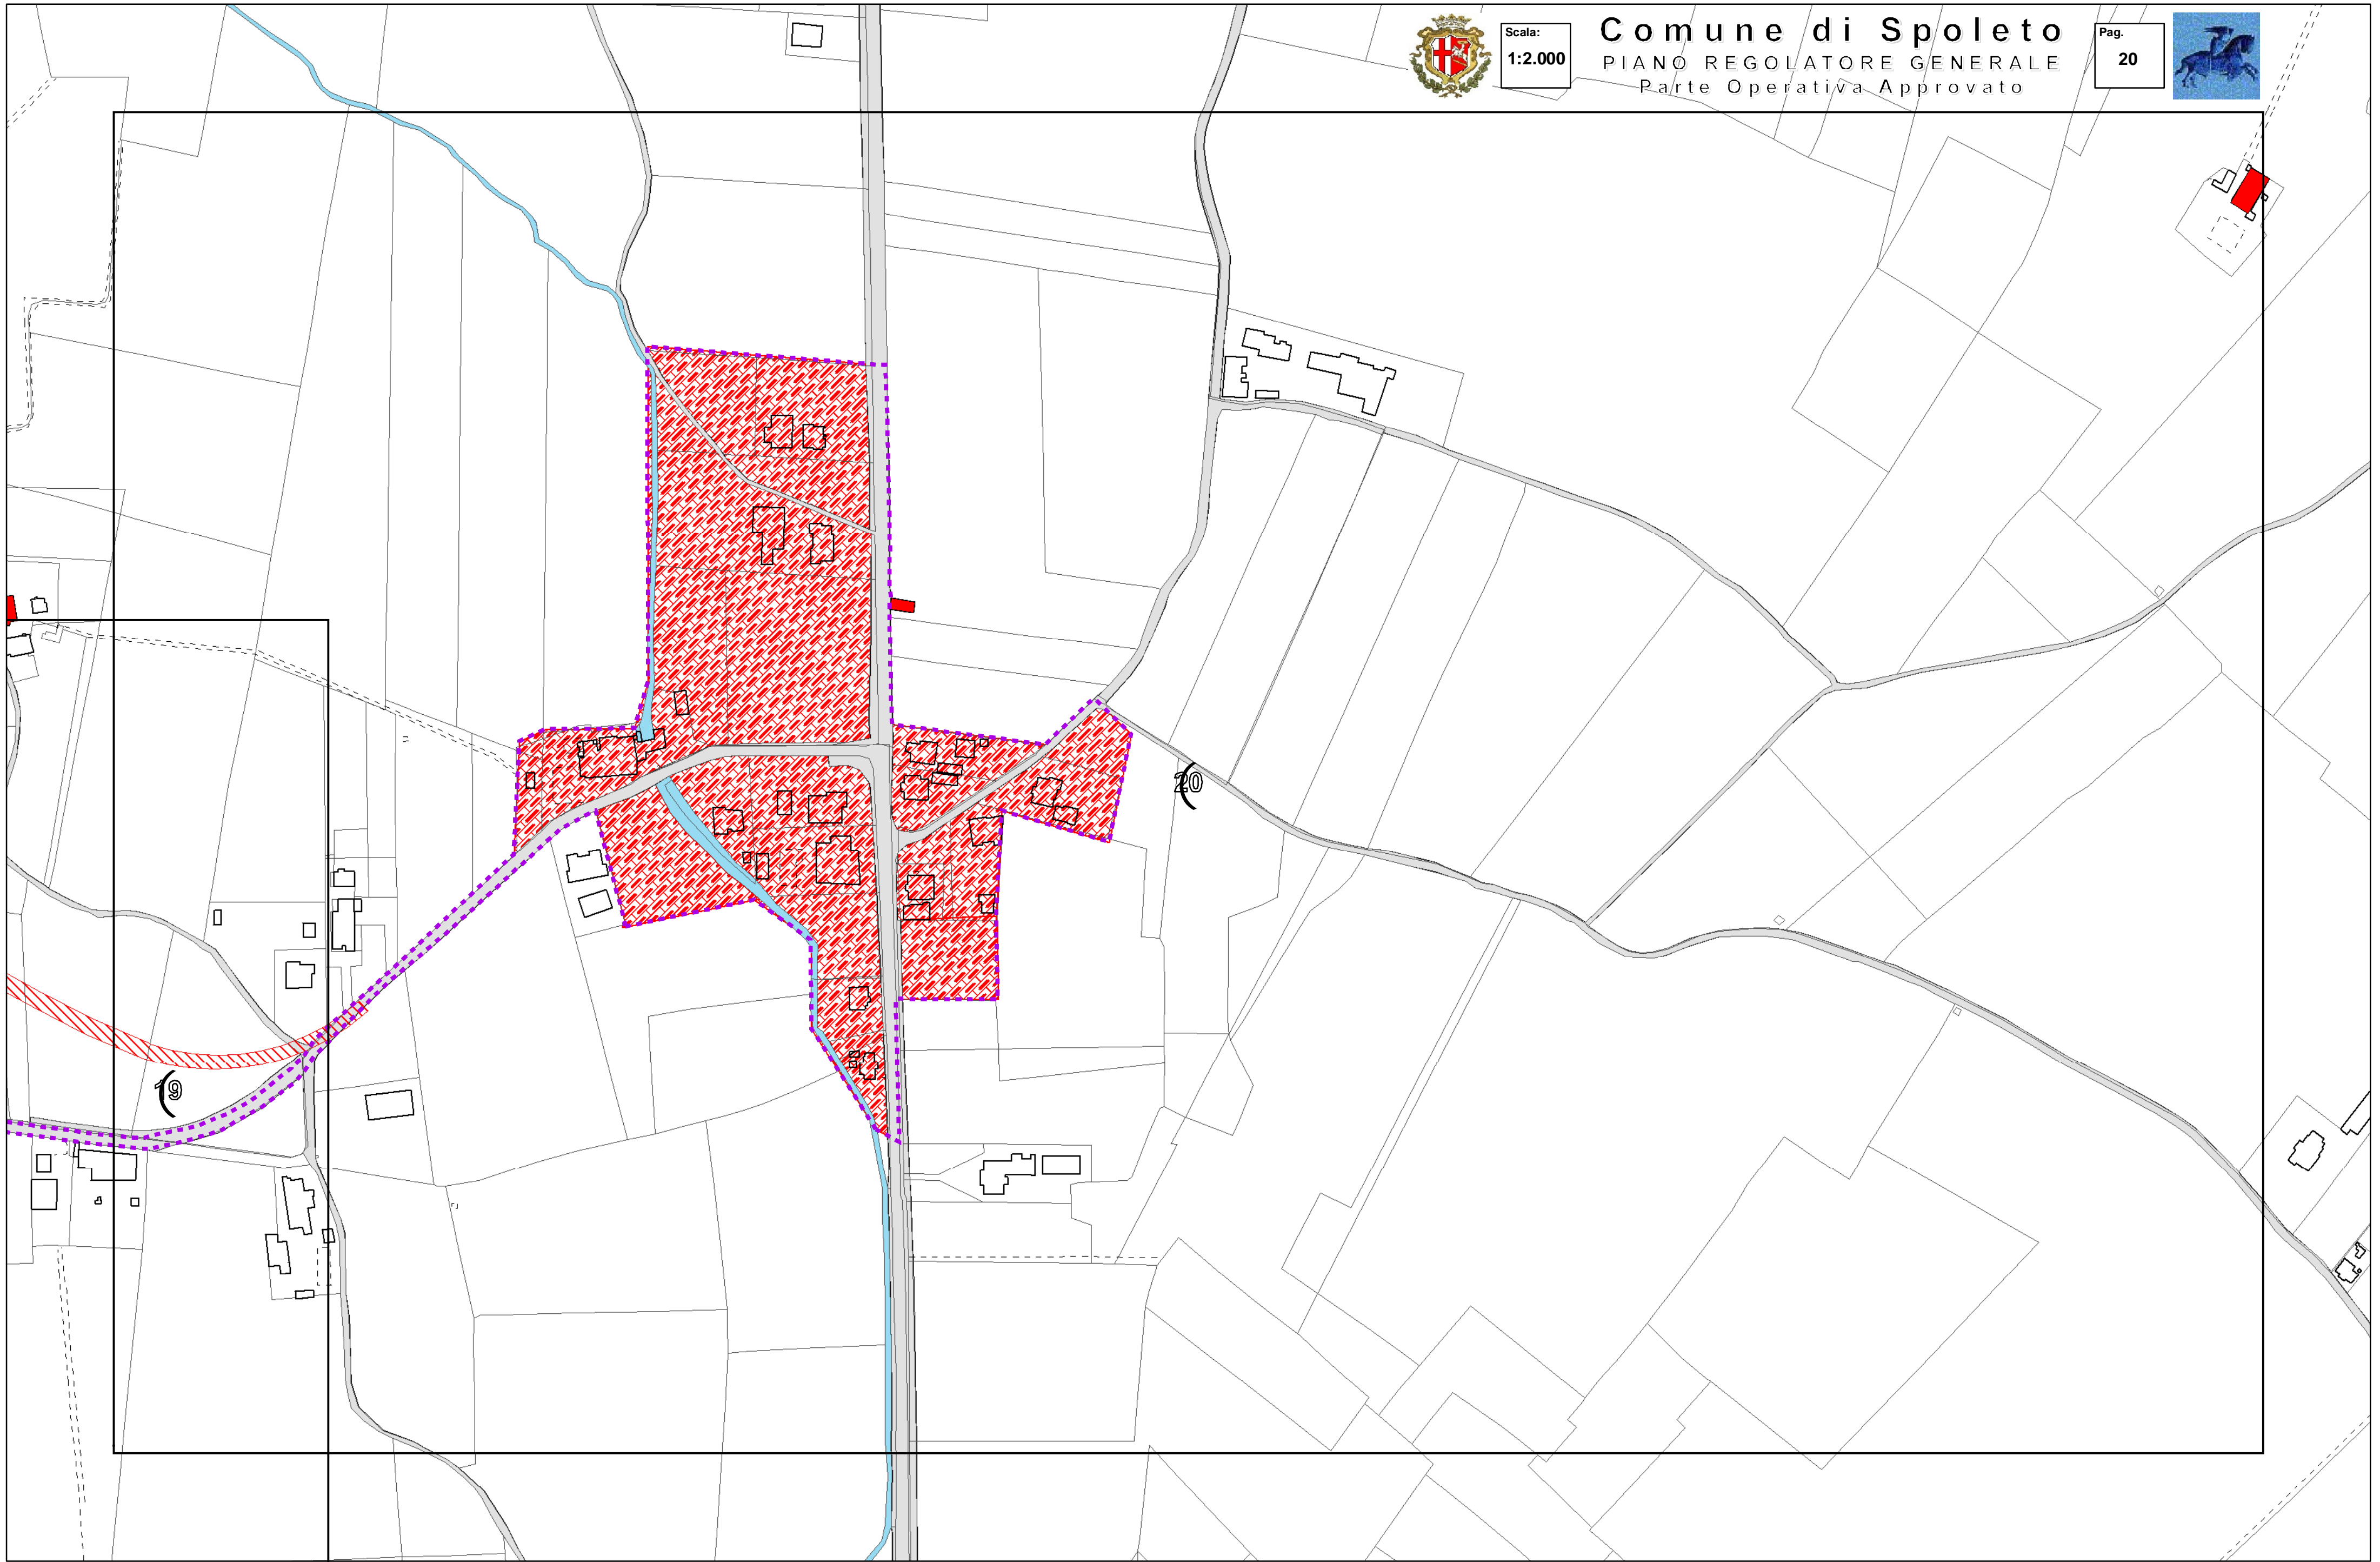 Scala:
1:2.000
Comune di Spoleto
PIANO REGOLATORE GENERALE
Parte Operativa Approvato
Pag.
20
20
19